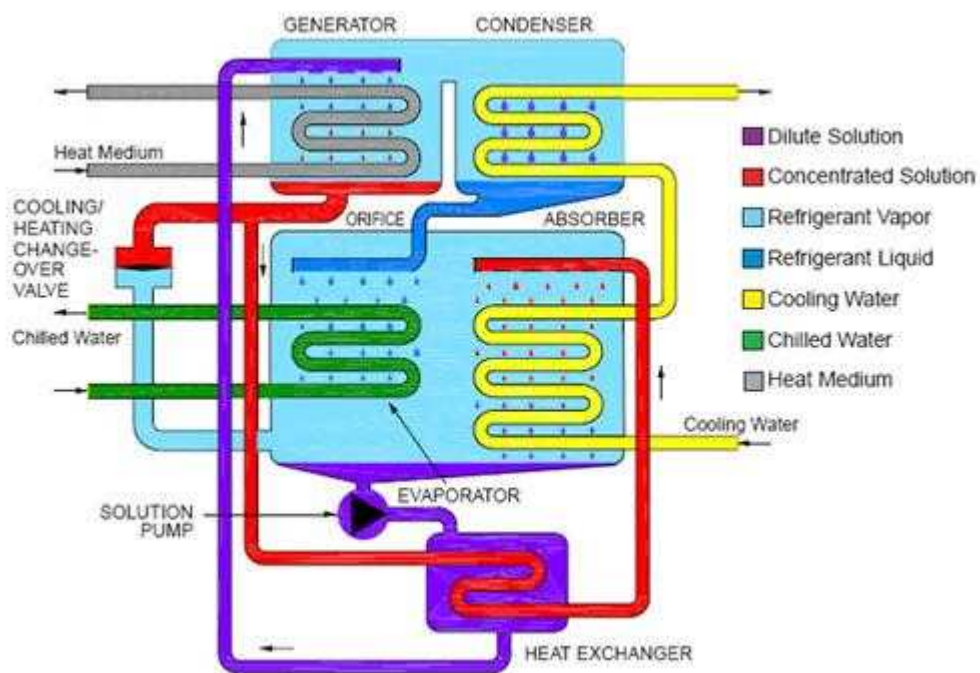 GENERATOR
CONDENSER
Heat Medium
COOLING/
HEATING
CHANGE-
OVER
VALVE
ORIFICE
ABSORBER
Chilled Water
Cooling Water
EVAPORATOR
SOLUTION
PUMP
HEAT EXCHANGER
Dilute Solution
Concentrated Solution
Refrigerant Vapor
Refrigerant Liquid
Cooling Water
Chilled Water
Heat Medium